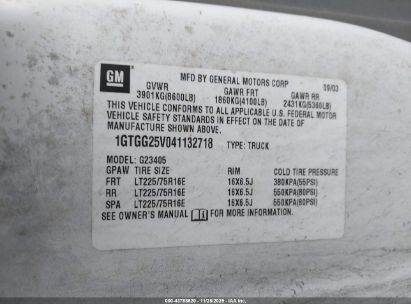 GM
MFD BY GENERAL MOTORS CORP 09/03
GVWR GAWR FRT GAWR RR
3901KG(8600LB) 1860KG(4100LB) 2431KG(5360LB)
THIS VEHICLE CONFORMS TO ALL APPLICABLE U.S. FEDERAL MOTOR
VEHICLE SAFETY STANDARDS IN EFFECT ON THE DATE OF
MANUFACTURE SHOWN ABOVE.
1GTGG25V041132718 TYPE: TRUCK
MODEL: G23405
GPAW TIRE SIZE RIM COLD TIRE PRESSURE
FRT LT225/75R16E 16X6.5J 380KPA(55PSI)
RR LT225/75R16E 16X6.5J 550KPA(80PSI)
SPA LT225/75R16E 16X6.5J 550KPA(80PSI)
SEE OWNER'S MANUAL FOR MORE INFORMATION.